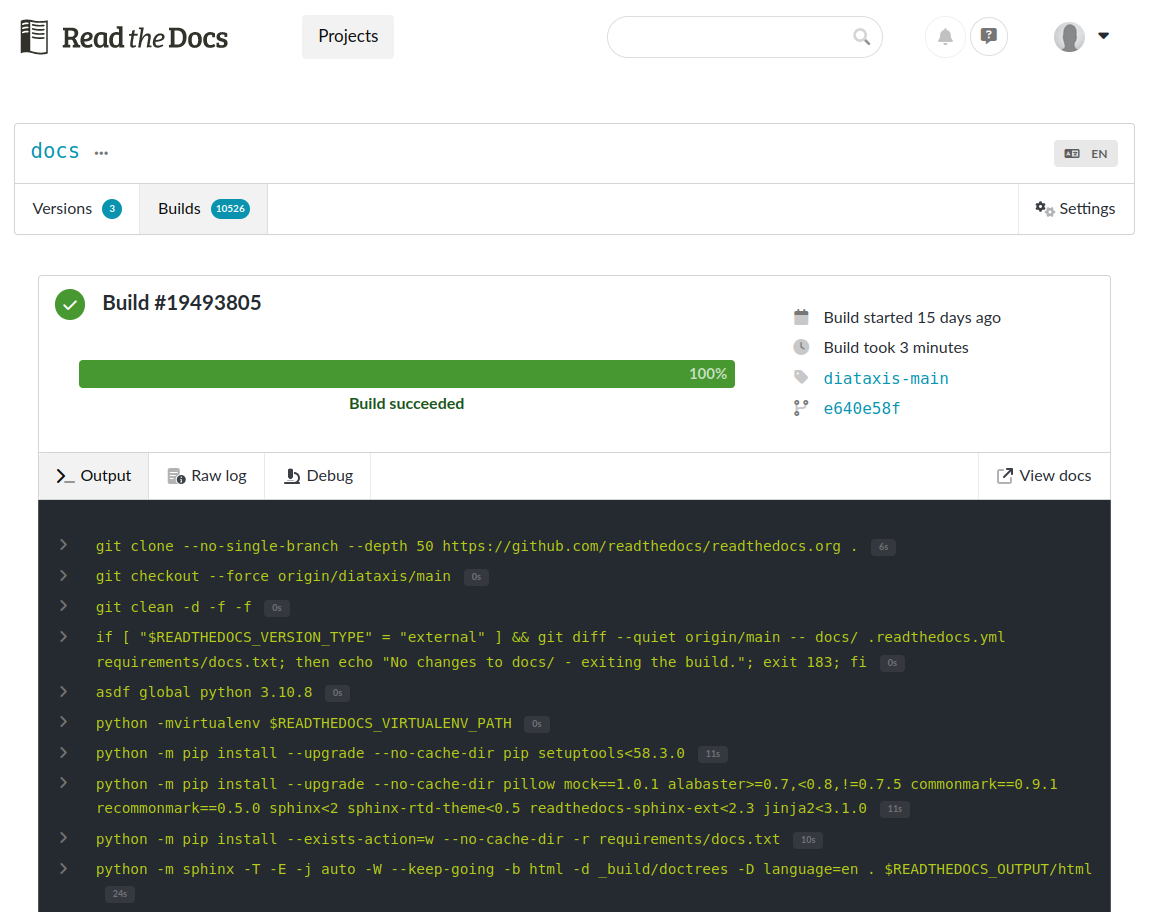 Read the Docs
Projects
docs ...
EN
Versions 3
Builds 10526
Settings
Build #19493805
100%
Build succeeded
Build started 15 days ago
Build took 3 minutes
diataxis-main
e640e58f
Output
Raw log
Debug
View docs
git clone --no-single-branch --depth 50 https://github.com/readthedocs/readthedocs.org . 6s
git checkout --force origin/diataxis/main 0s
git clean -d -f -f 0s
if [ "$READTHEDOCS_VERSION_TYPE" = "external" ] && git diff --quiet origin/main -- docs/ .readthedocs.yml
requirements/docs.txt; then echo "No changes to docs/ - exiting the build."; exit 183; fi 0s
asdf global python 3.10.8 0s
python -mvirtualenv $READTHEDOCS_VIRTUALENV_PATH 0s
python -m pip install --upgrade --no-cache-dir pip setuptools<58.3.0 11s
python -m pip install --upgrade --no-cache-dir pillow mock==1.0.1 alabaster>=0.7,<0.8,!=0.7.5 commonmark==0.9.1
recommonmark==0.5.0 sphinx<2 sphinx-rtd-theme<0.5 readthedocs-sphinx-ext<2.3 jinja2<3.1.0 11s
python -m pip install --exists-action=w --no-cache-dir -r requirements/docs.txt 10s
python -m sphinx -T -E -j auto -W --keep-going -b html -d _build/doctrees -D language=en . $READTHEDOCS_OUTPUT/html
24s